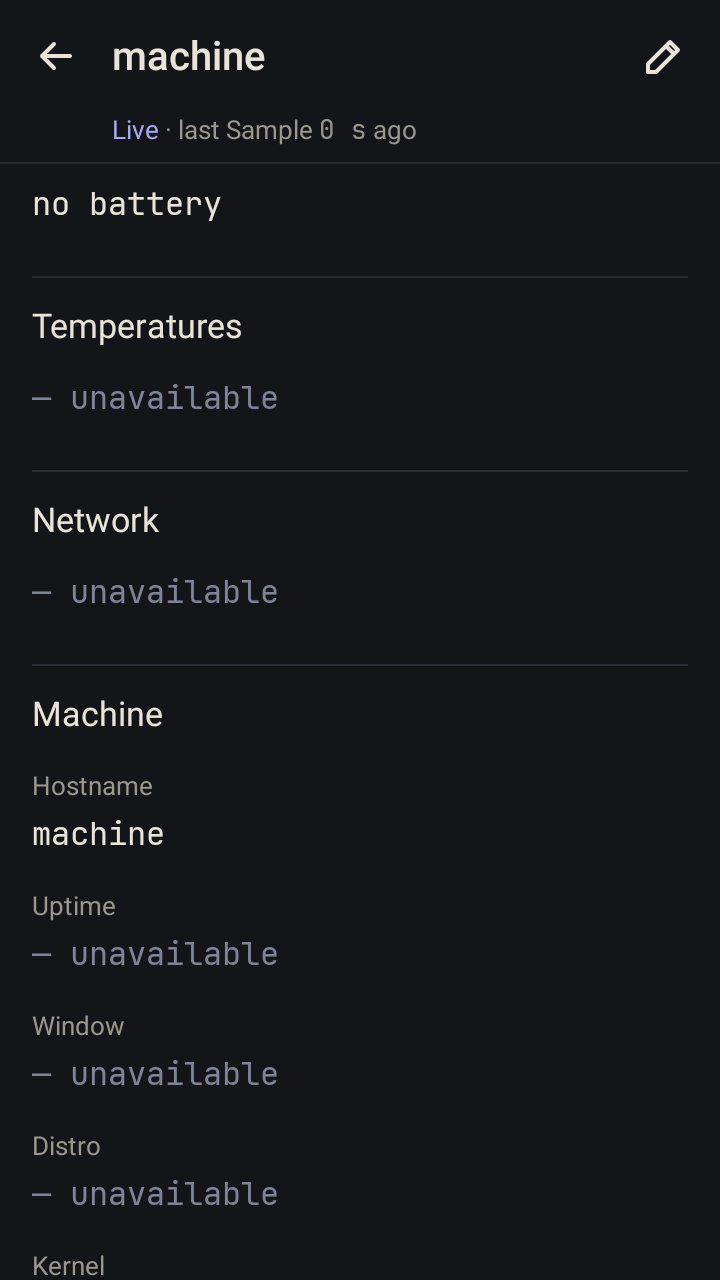 machine
Live · last Sample 0 s ago
no battery
Temperatures
— unavailable
Network
— unavailable
Machine
Hostname
machine
Uptime
— unavailable
Window
— unavailable
Distro
— unavailable
Kernel